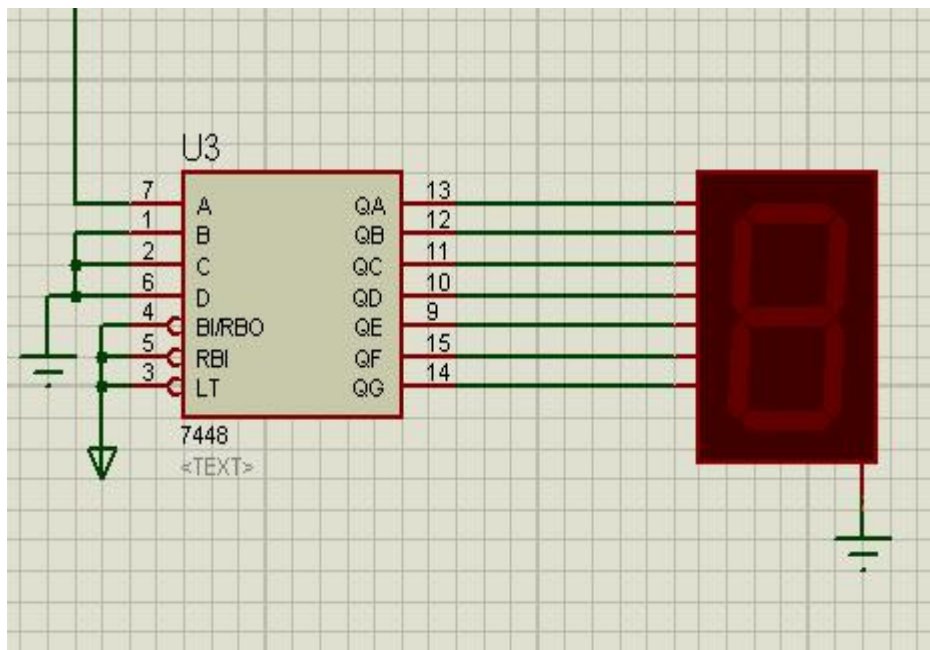 U3
7 A QA 13
1 B QB 12
2 C QC 11
6 D QD 10
4 BI/RBO QE 9
5 RBI QF 15
3 LT QG 14
7448
<TEXT>